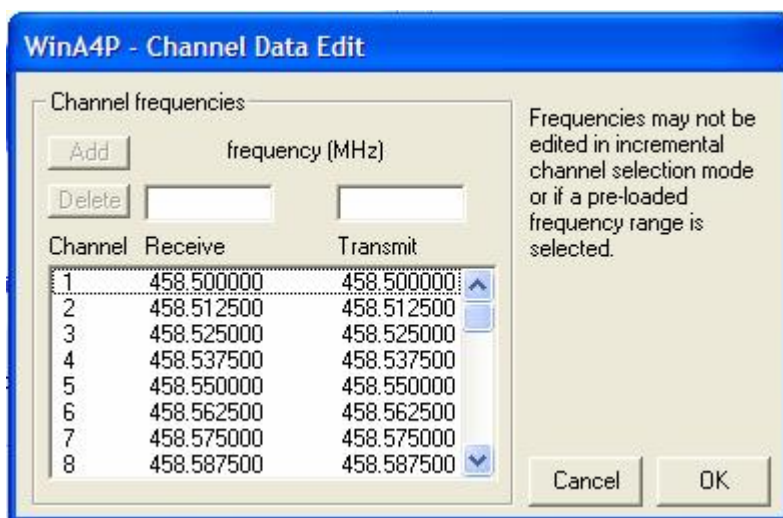 WinA4P - Channel Data Edit
Channel frequencies
Add frequency (MHz)
Delete
Channel Receive Transmit
1 458.500000 458.500000
2 458.512500 458.512500
3 458.525000 458.525000
4 458.537500 458.537500
5 458.550000 458.550000
6 458.562500 458.562500
7 458.575000 458.575000
8 458.587500 458.587500
Frequencies may not be
edited in incremental
channel selection mode
or if a pre-loaded
frequency range is
selected.
Cancel OK